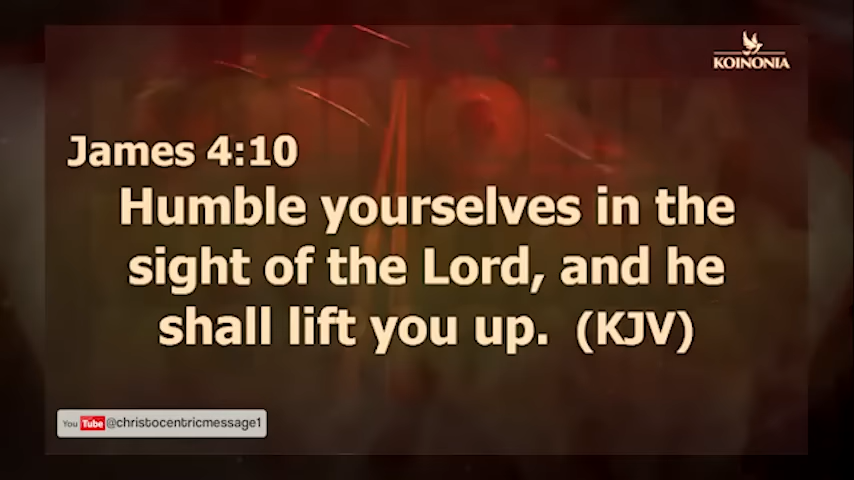 KOINONIA
James 4:10
Humble yourselves in the
sight of the Lord, and he
shall lift you up. (KJV)
You Tube @christocentricmessage1